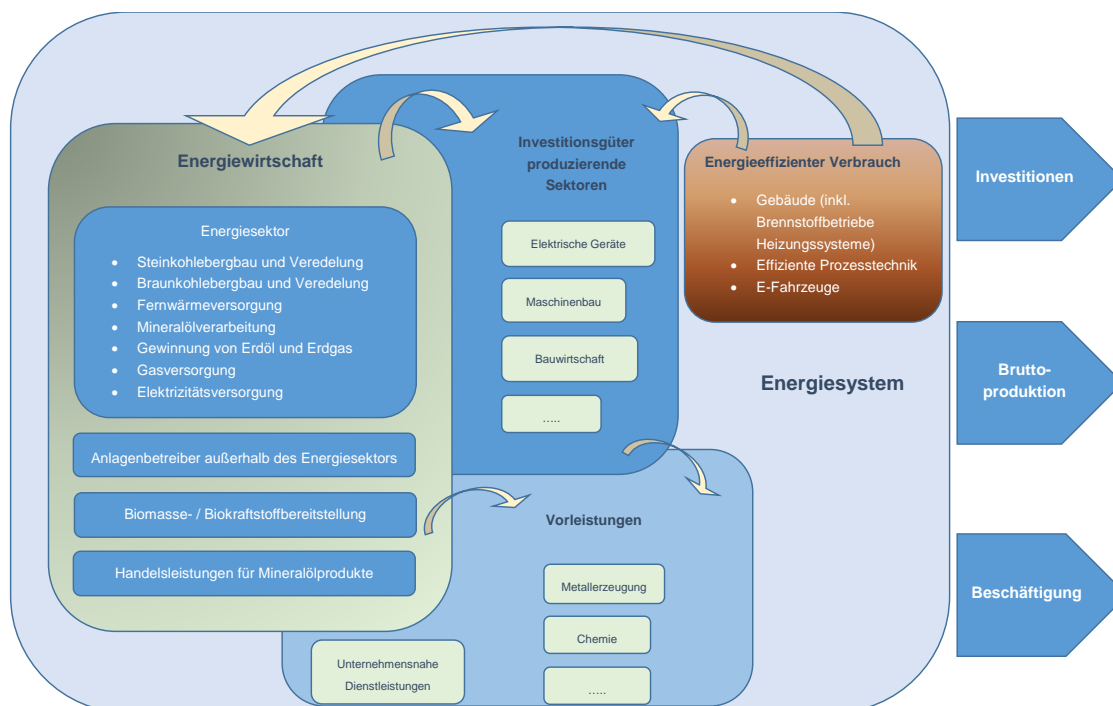 Energiewirtschaft
Energiesektor
• Steinkohlebergbau und Veredelung
• Braunkohlebergbau und Veredelung
• Fernwärmeversorgung
• Mineralölverarbeitung
• Gewinnung von Erdöl und Erdgas
• Gasversorgung
• Elektrizitätsversorgung
Anlagenbetreiber außerhalb des Energiesektors
Biomasse- / Biokraftstoffbereitstellung
Handelsleistungen für Mineralölprodukte
Investitionsgüter
produzierende
Sektoren
Elektrische Geräte
Maschinenbau
Bauwirtschaft
…..
Energieeffizienter Verbrauch
• Gebäude (inkl.
Brennstoffbetriebe
Heizungssysteme)
• Effiziente Prozesstechnik
• E-Fahrzeuge
Energiesystem
Vorleistungen
Metallerzeugung
Chemie
…..
Unternehmensnahe
Dienstleistungen
Investitionen
Brutto-
produktion
Beschäftigung